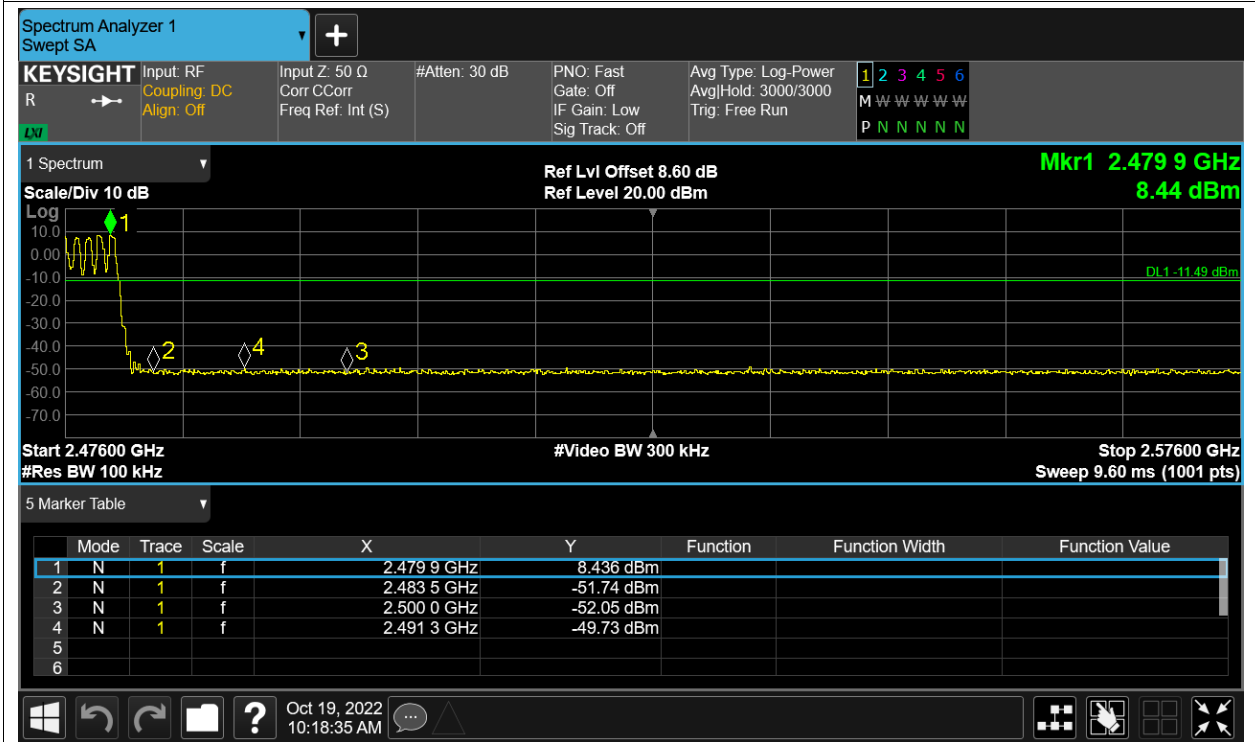 Spectrum Analyzer 1
Swept SA
+
KEYSIGHT Input: RF Input Z: 50 Ω #Atten: 30 dB PNO: Fast Avg Type: Log-Power 1 2 3 4 5 6
R Coupling: DC Corr CCorr Gate: Off Avg|Hold: 3000/3000 M W W W W W
Align: Off Freq Ref: Int (S) IF Gain: Low Trig: Free Run
LXI Sig Track: Off P N N N N N N
1 Spectrum Ref Lvl Offset 8.60 dB Mkr1 2.479 9 GHz
Scale/Div 10 dB Ref Level 20.00 dBm 8.44 dBm
Log
1
10.0
0.00
-10.0 DL1 -11.49 dBm
-20.0
-30.0
-40.0
2 4 3
-50.0
-60.0
-70.0
Start 2.47600 GHz #Video BW 300 kHz Stop 2.57600 GHz
#Res BW 100 kHz Sweep 9.60 ms (1001 pts)
5 Marker Table
Mode Trace Scale X Y Function Function Width Function Value
1 N 1 f 2.479 9 GHz 8.436 dBm
2 N 1 f 2.483 5 GHz -51.74 dBm
3 N 1 f 2.500 0 GHz -52.05 dBm
4 N 1 f 2.491 3 GHz -49.73 dBm
5
6
? Oct 19, 2022
10:18:35 AM